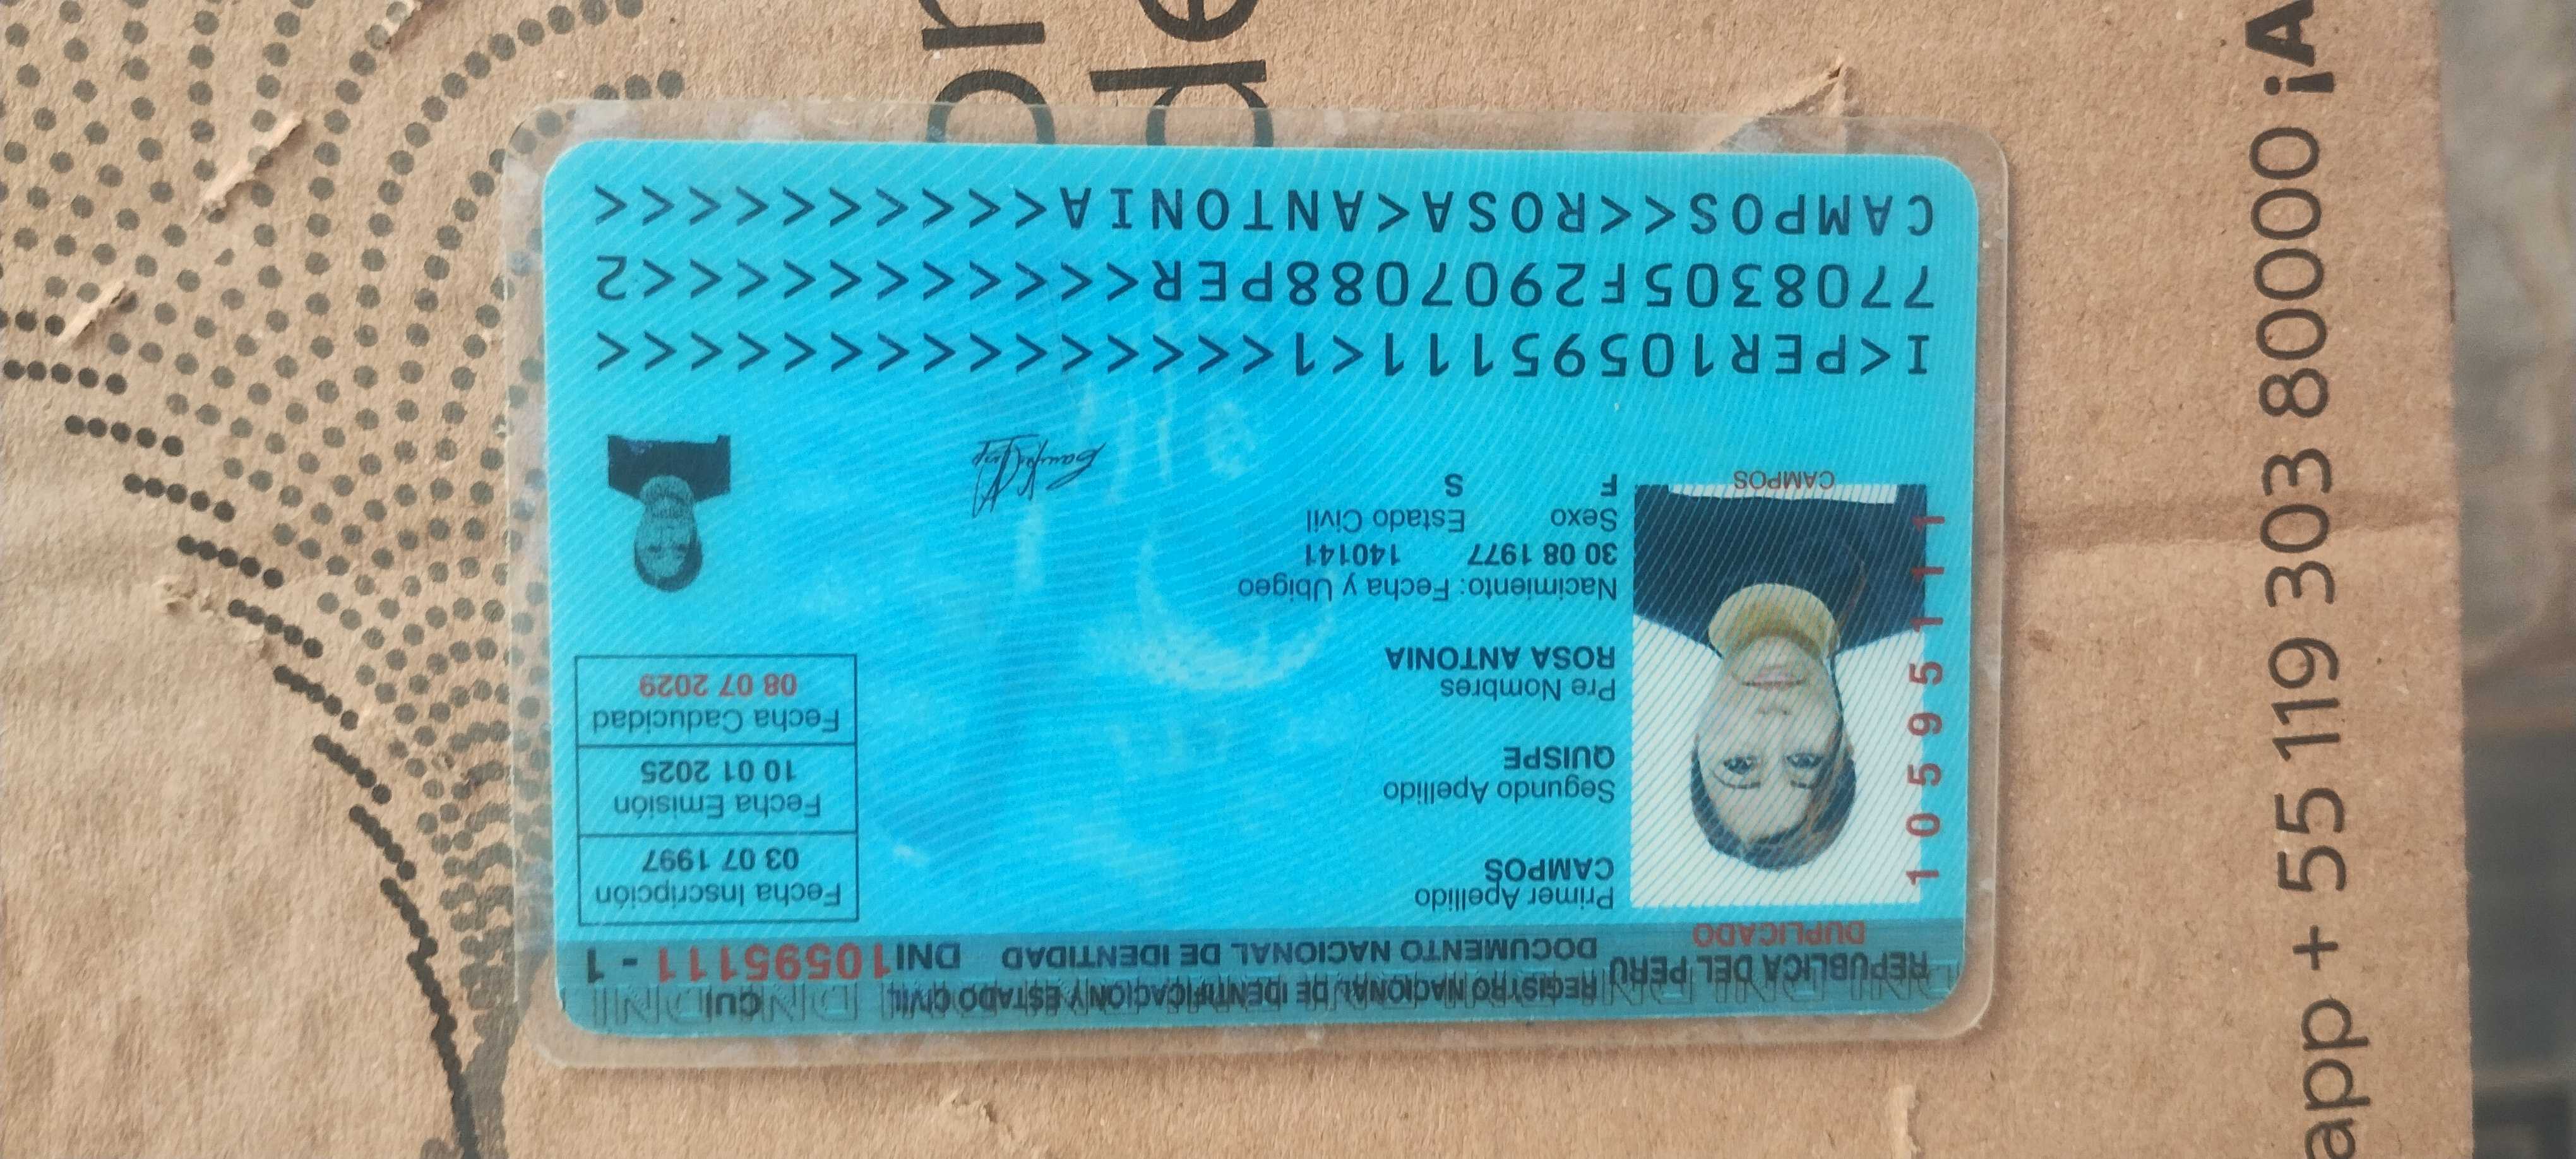 REPUBLICA DEL PERU
DUPLICADO
REGISTRO NACIONAL DE IDENTIFICACIÓN Y ESTADO CIVIL
DOCUMENTO NACIONAL DE IDENTIDAD
CUI
DNI10595111 - 1
Primer Apellido
CAMPOS
Segundo Apellido
QUISPE
Pre Nombres
ROSA ANTONIA
Nacimiento: Fecha y Ubigeo
30 08 1977 140141
Sexo Estado Civil
F S
Fecha Inscripción
03 07 1997
Fecha Emisión
10 01 2025
Fecha Caducidad
08 07 2029
10595111
CAMPOS
I<PER10595111<1<<<<<<<<<<<<<<<
7708305F2907088PER<<<<<<<<<<<2
CAMPOS<<ROSA<ANTONIA<<<<<<<<<<
app + 55 119 303 80000 ¡A